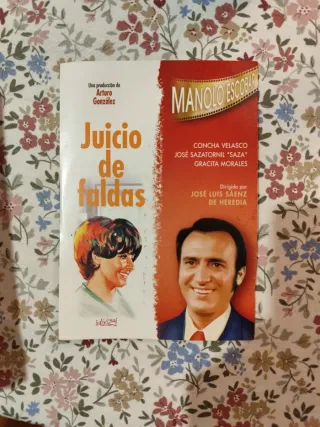 Una producción de
Arturo
González
Juicio
de
faldas
MANOLO ESCOBAR
CONCHA VELASCO
JOSÉ SAZATORNIL "SAZA"
GRACITA MORALES
Dirigida por
JOSÉ LUIS SÁENZ
DE HEREDIA